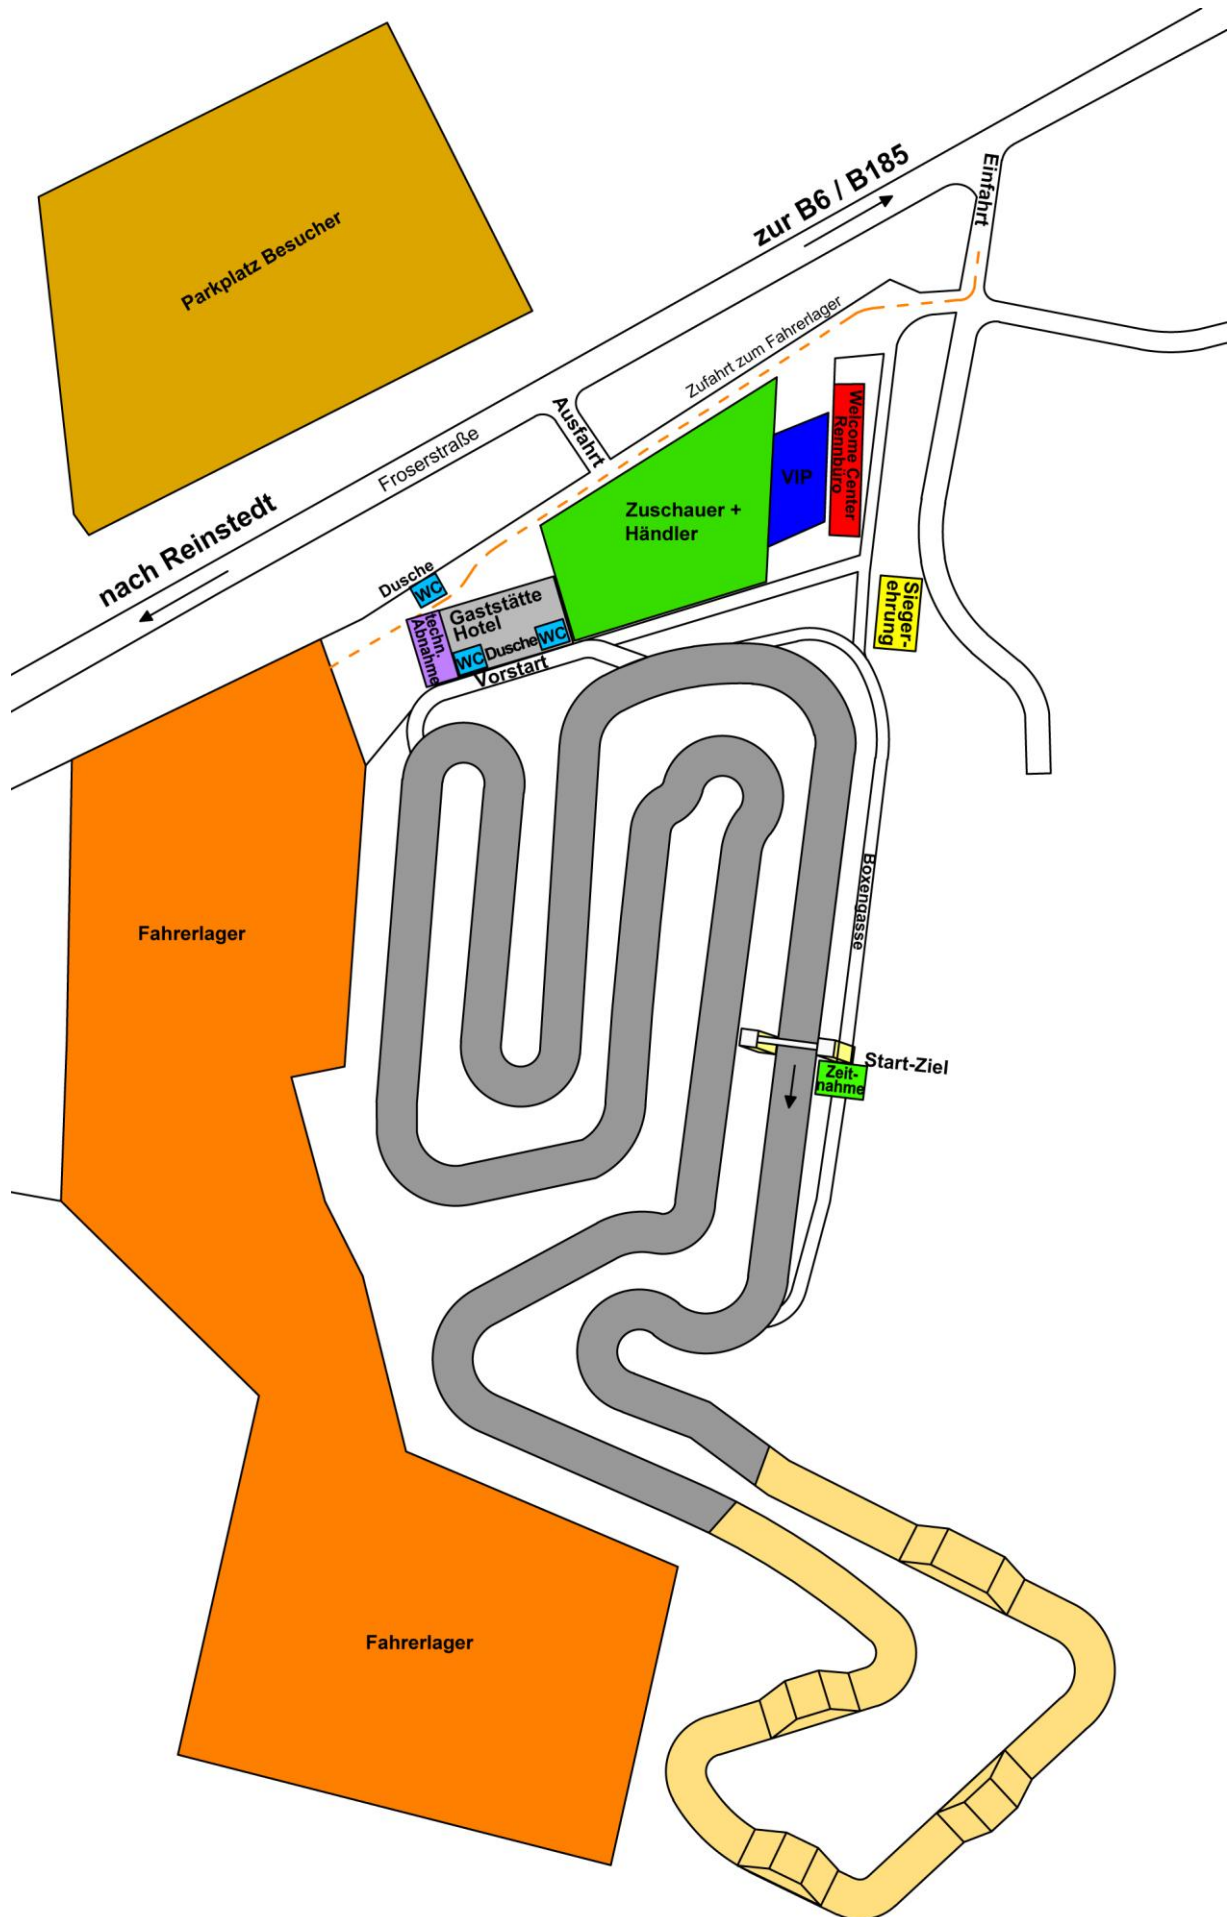 zur B6 / B185
Einfahrt
Parkplatz Besucher
Zufahrt zum Fahrerlager
Ausfahrt
Froserstraße
Welcome Center
Rennbüro
VIP
Zuschauer +
Händler
nach Reinstedt
Dusche
WC
Gaststätte
Hotel
techn.
Abnahme
WC
Dusche
WC
Vorstart
Sieger-
ehrung
Boxengasse
Fahrerlager
Start-Ziel
Zeit-
nahme
Fahrerlager